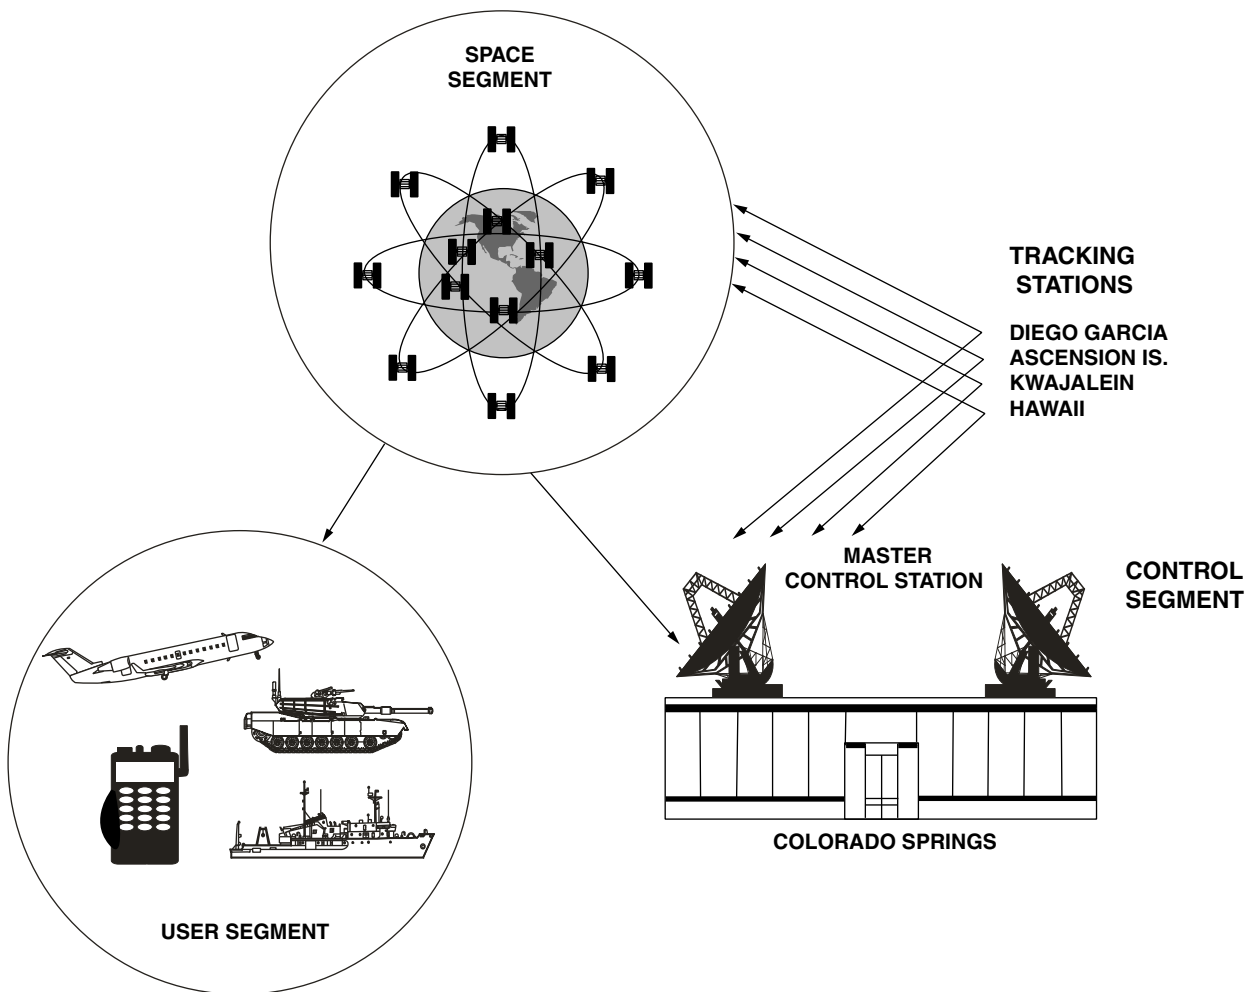 SPACE
SEGMENT
TRACKING
STATIONS
DIEGO GARCIA
ASCENSION IS.
KWAJALEIN
HAWAII
MASTER
CONTROL STATION
CONTROL
SEGMENT
COLORADO SPRINGS
USER SEGMENT